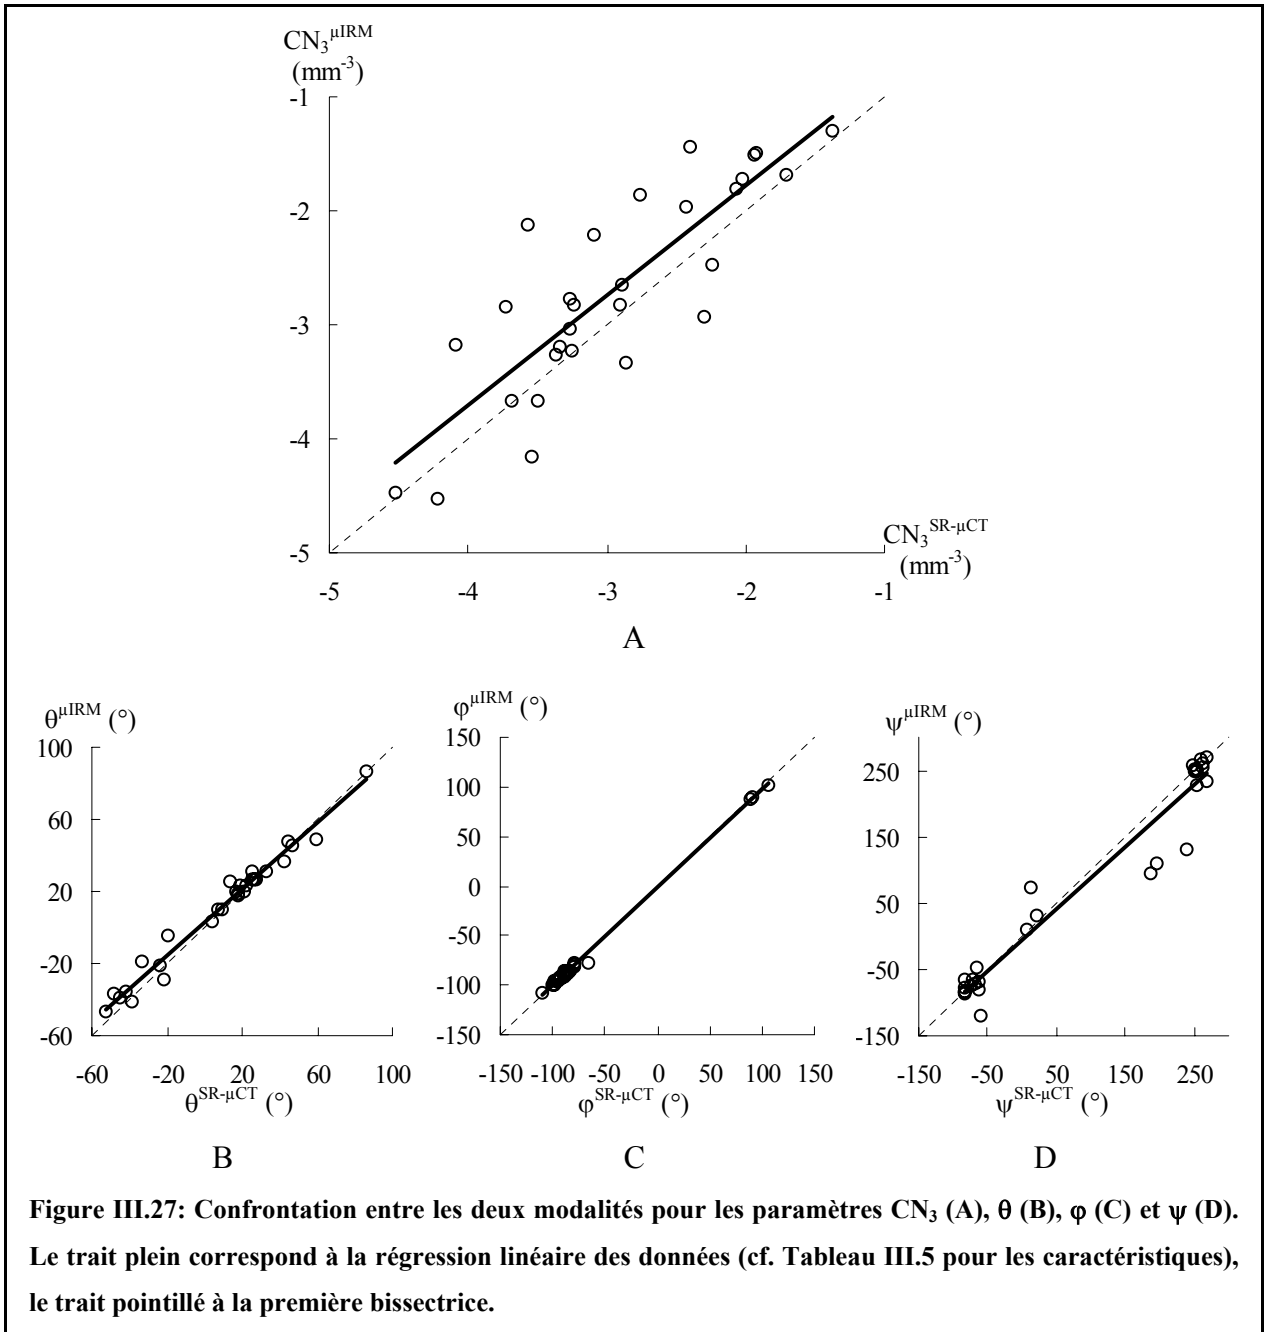 CN₃^µIRM
(mm⁻³)
-1
-2
-3
-4
-5
-5 -4 -3 -2 -1
CN₃^SR-µCT
(mm⁻³)
A
θ^µIRM (°)
100
60
20
-20
-60
-60 -20 20 60 100
θ^SR-µCT (°)
B
φ^µIRM (°)
150
100
50
0
-50
-100
-150
-150 -100 -50 0 50 100 150
φ^SR-µCT (°)
C
ψ^µIRM (°)
250
150
50
-50
-150
-150 -50 50 150 250
ψ^SR-µCT (°)
D
Figure III.27: Confrontation entre les deux modalités pour les paramètres CN₃ (A), θ (B), φ (C) et ψ (D).
Le trait plein correspond à la régression linéaire des données (cf. Tableau III.5 pour les caractéristiques),
le trait pointillé à la première bissectrice.